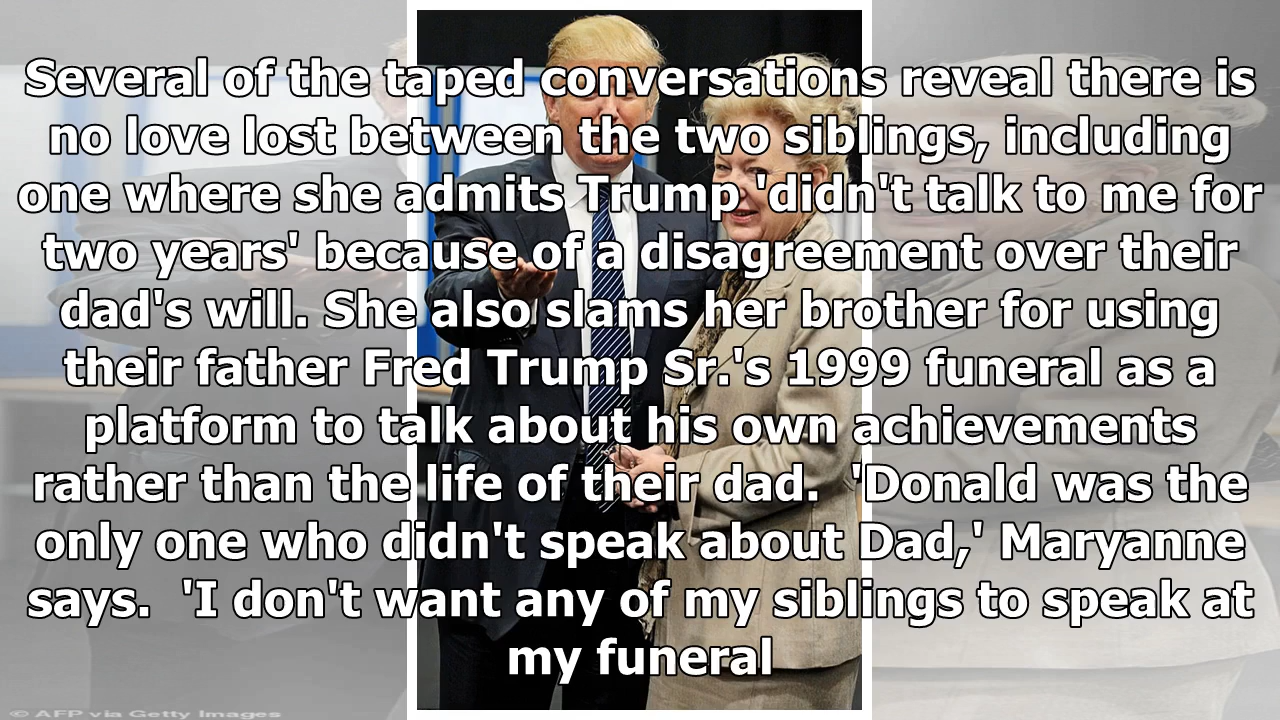 Several of the taped conversations reveal there is
no love lost between the two siblings, including
one where she admits Trump 'didn't talk to me for
two years' because of a disagreement over their
dad's will. She also slams her brother for using
their father Fred Trump Sr.'s 1999 funeral as a
platform to talk about his own achievements
rather than the life of their dad.  'Donald was the
only one who didn't speak about Dad,' Maryanne
says.  'I don't want any of my siblings to speak at
my funeral
© AFP via Getty Images